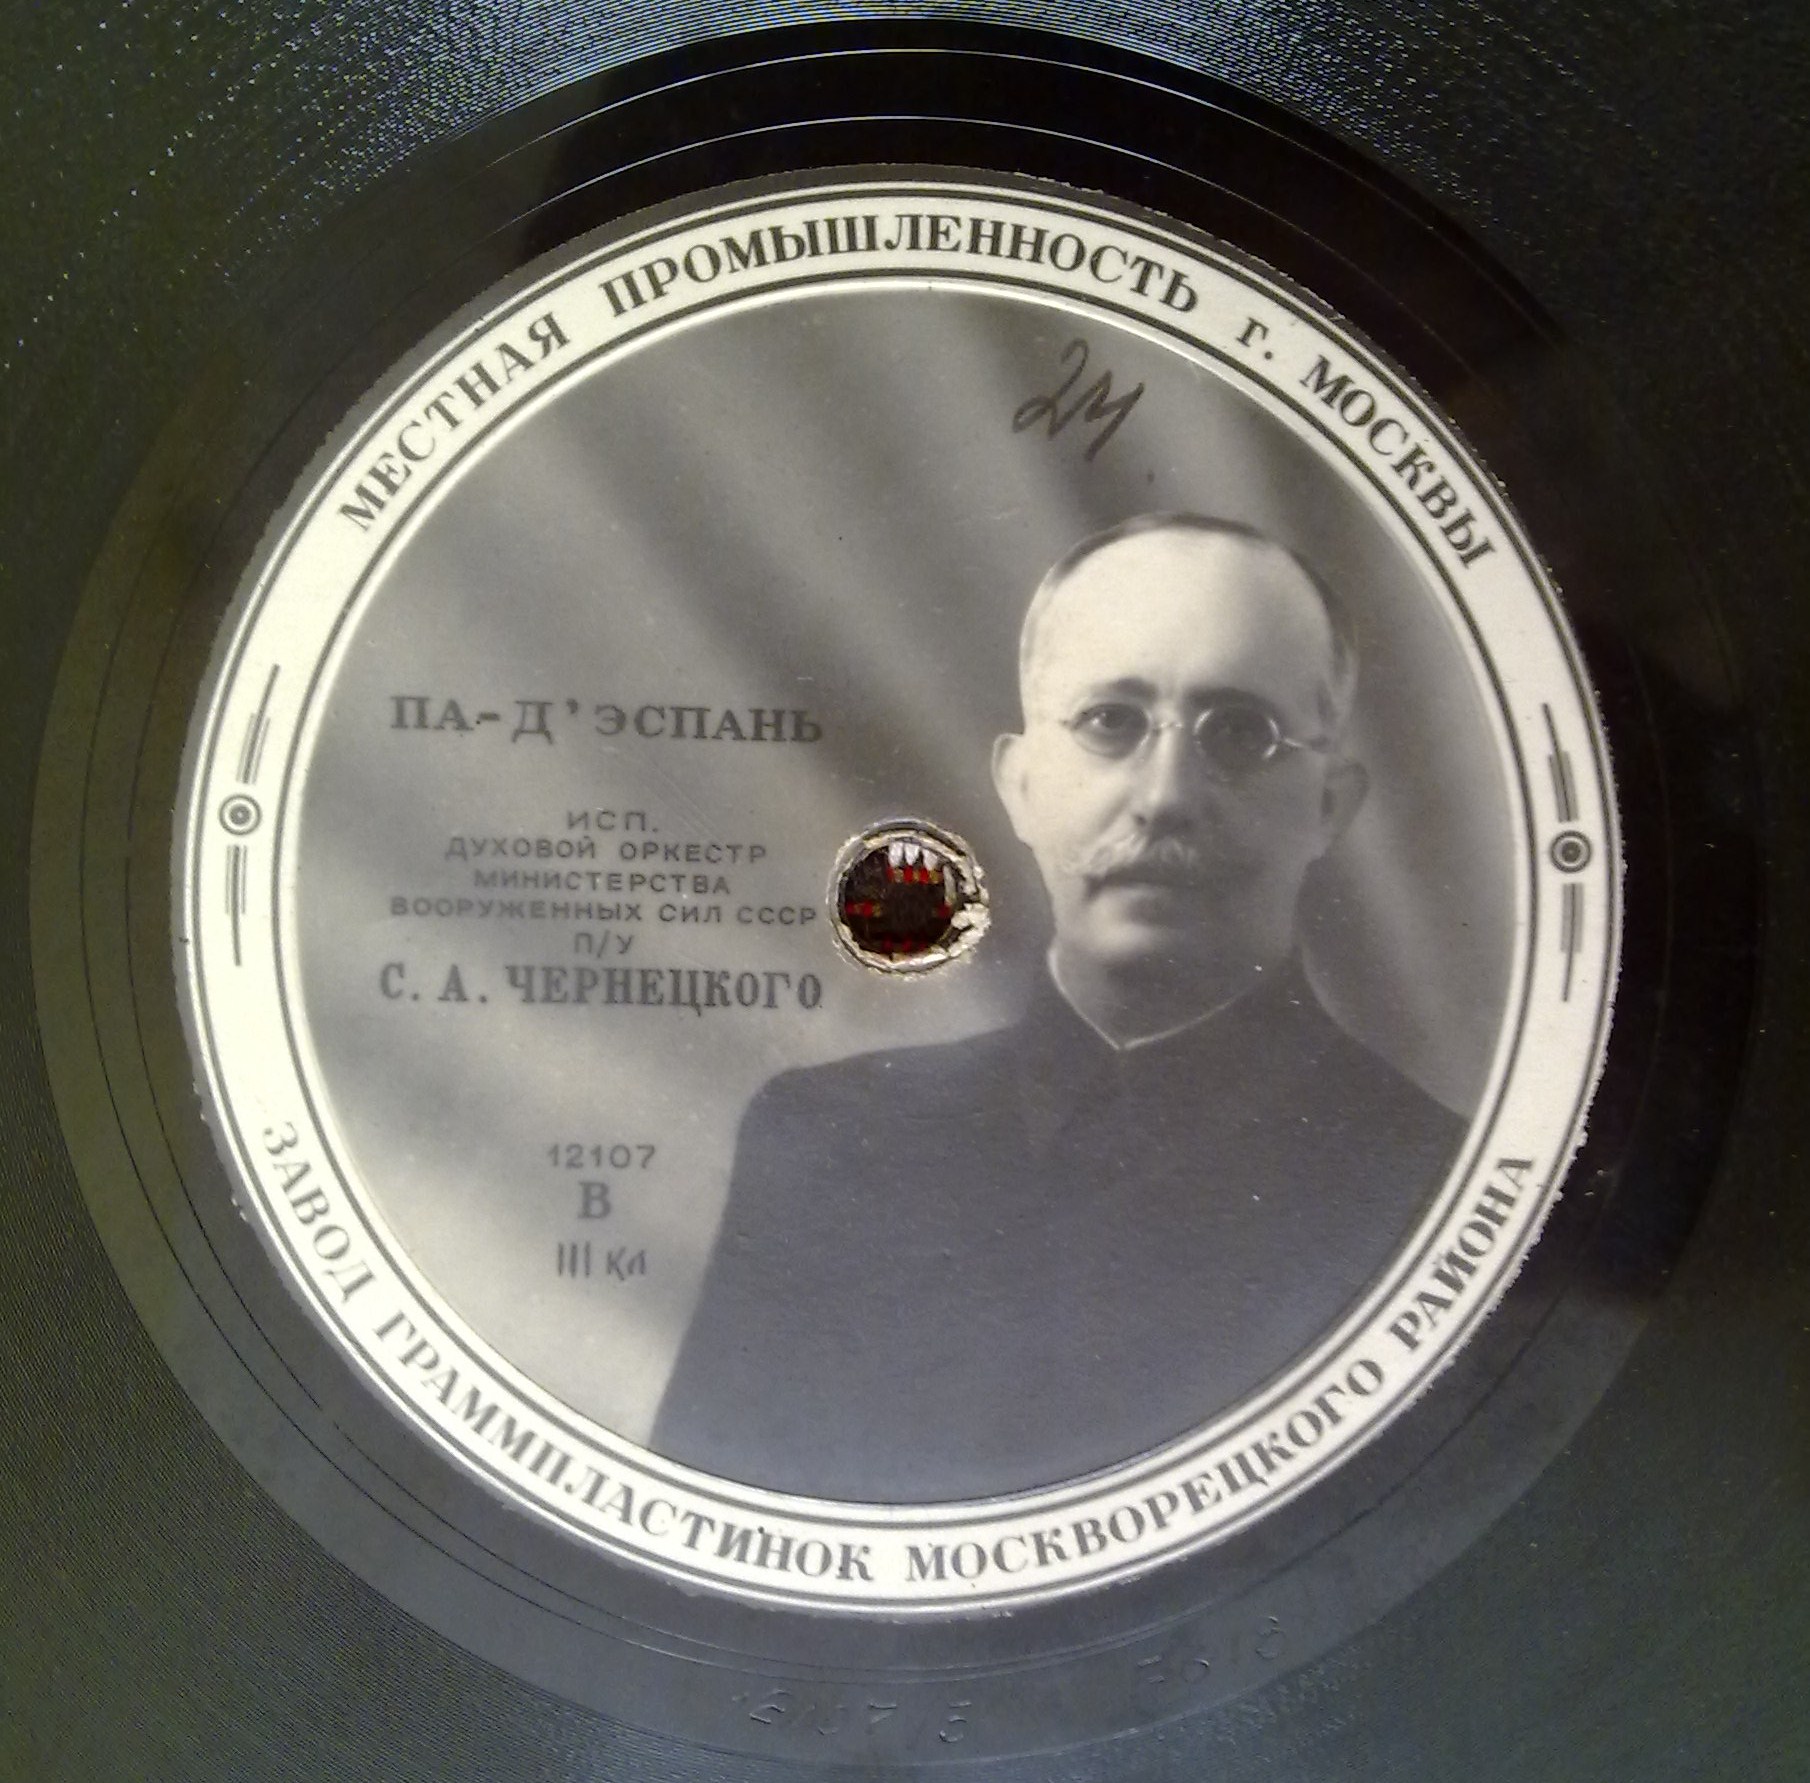 МЕСТНАЯ ПРОМЫШЛЕННОСТЬ г. МОСКВЫ
24
ПА-Д'ЭСПАНЬ
ИСП.
ДУХОВОЙ ОРКЕСТР
МИНИСТЕРСТВА
ВООРУЖЕННЫХ СИЛ СССР
П/У
С. А. ЧЕРНЕЦКОГО
12107
В
III кл
ЗАВОД ГРАММПЛАСТИНОК МОСКВОРЕЦКОГО РАЙОНА